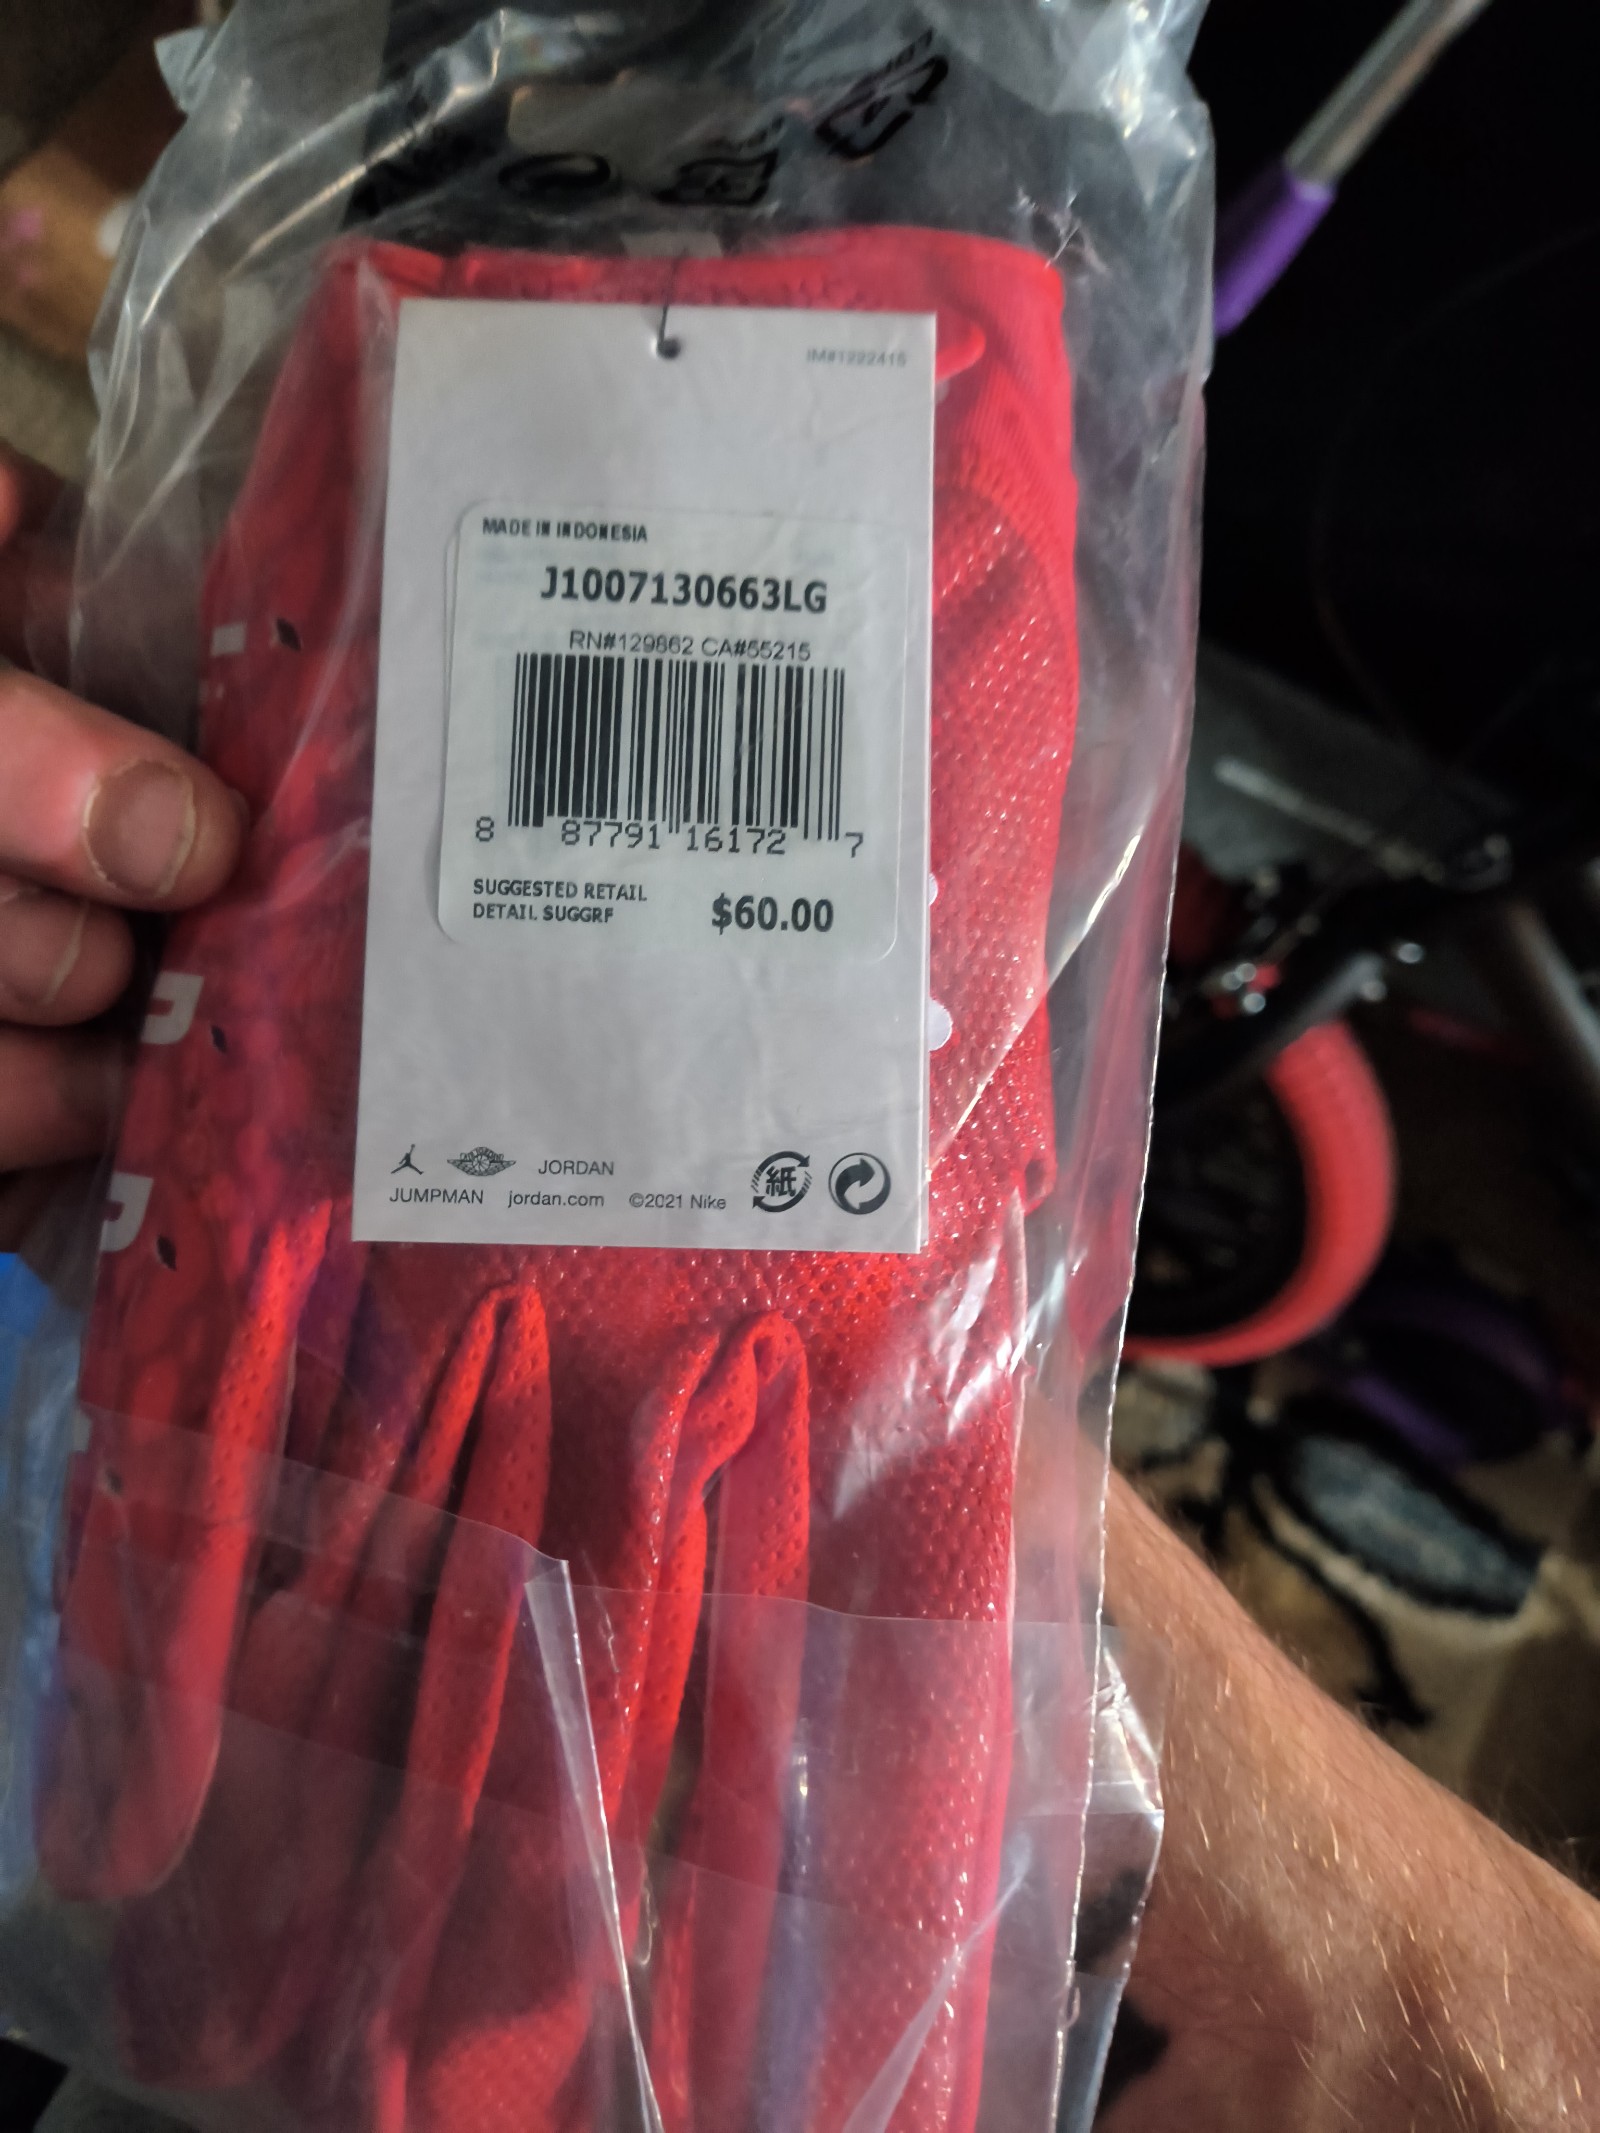 IM#1222415
MADE IN INDONESIA
J1007130663LG
RN#129862 CA#55215
8 87791 16172 7
SUGGESTED RETAIL
DETAIL SUGGRF
$60.00
JORDAN
JUMPMAN jordan.com ©2021 Nike
紙